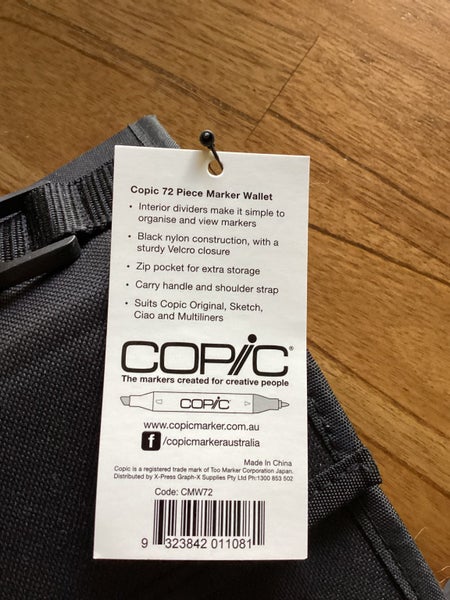 Copic 72 Piece Marker Wallet
• Interior dividers make it simple to
organise and view markers
• Black nylon construction, with a
sturdy Velcro closure
• Zip pocket for extra storage
• Carry handle and shoulder strap
• Suits Copic Original, Sketch,
Ciao and Multiliners
COPIC®
The markers created for creative people
COPIC
www.copicmarker.com.au
f /copicmarkeraustralia
Made In China
Copic is a registered trade mark of Too Marker Corporation Japan.
Distributed by X-Press Graph-X Supplies Pty Ltd Ph:1300 853 502
Code: CMW72
9 323842 011081